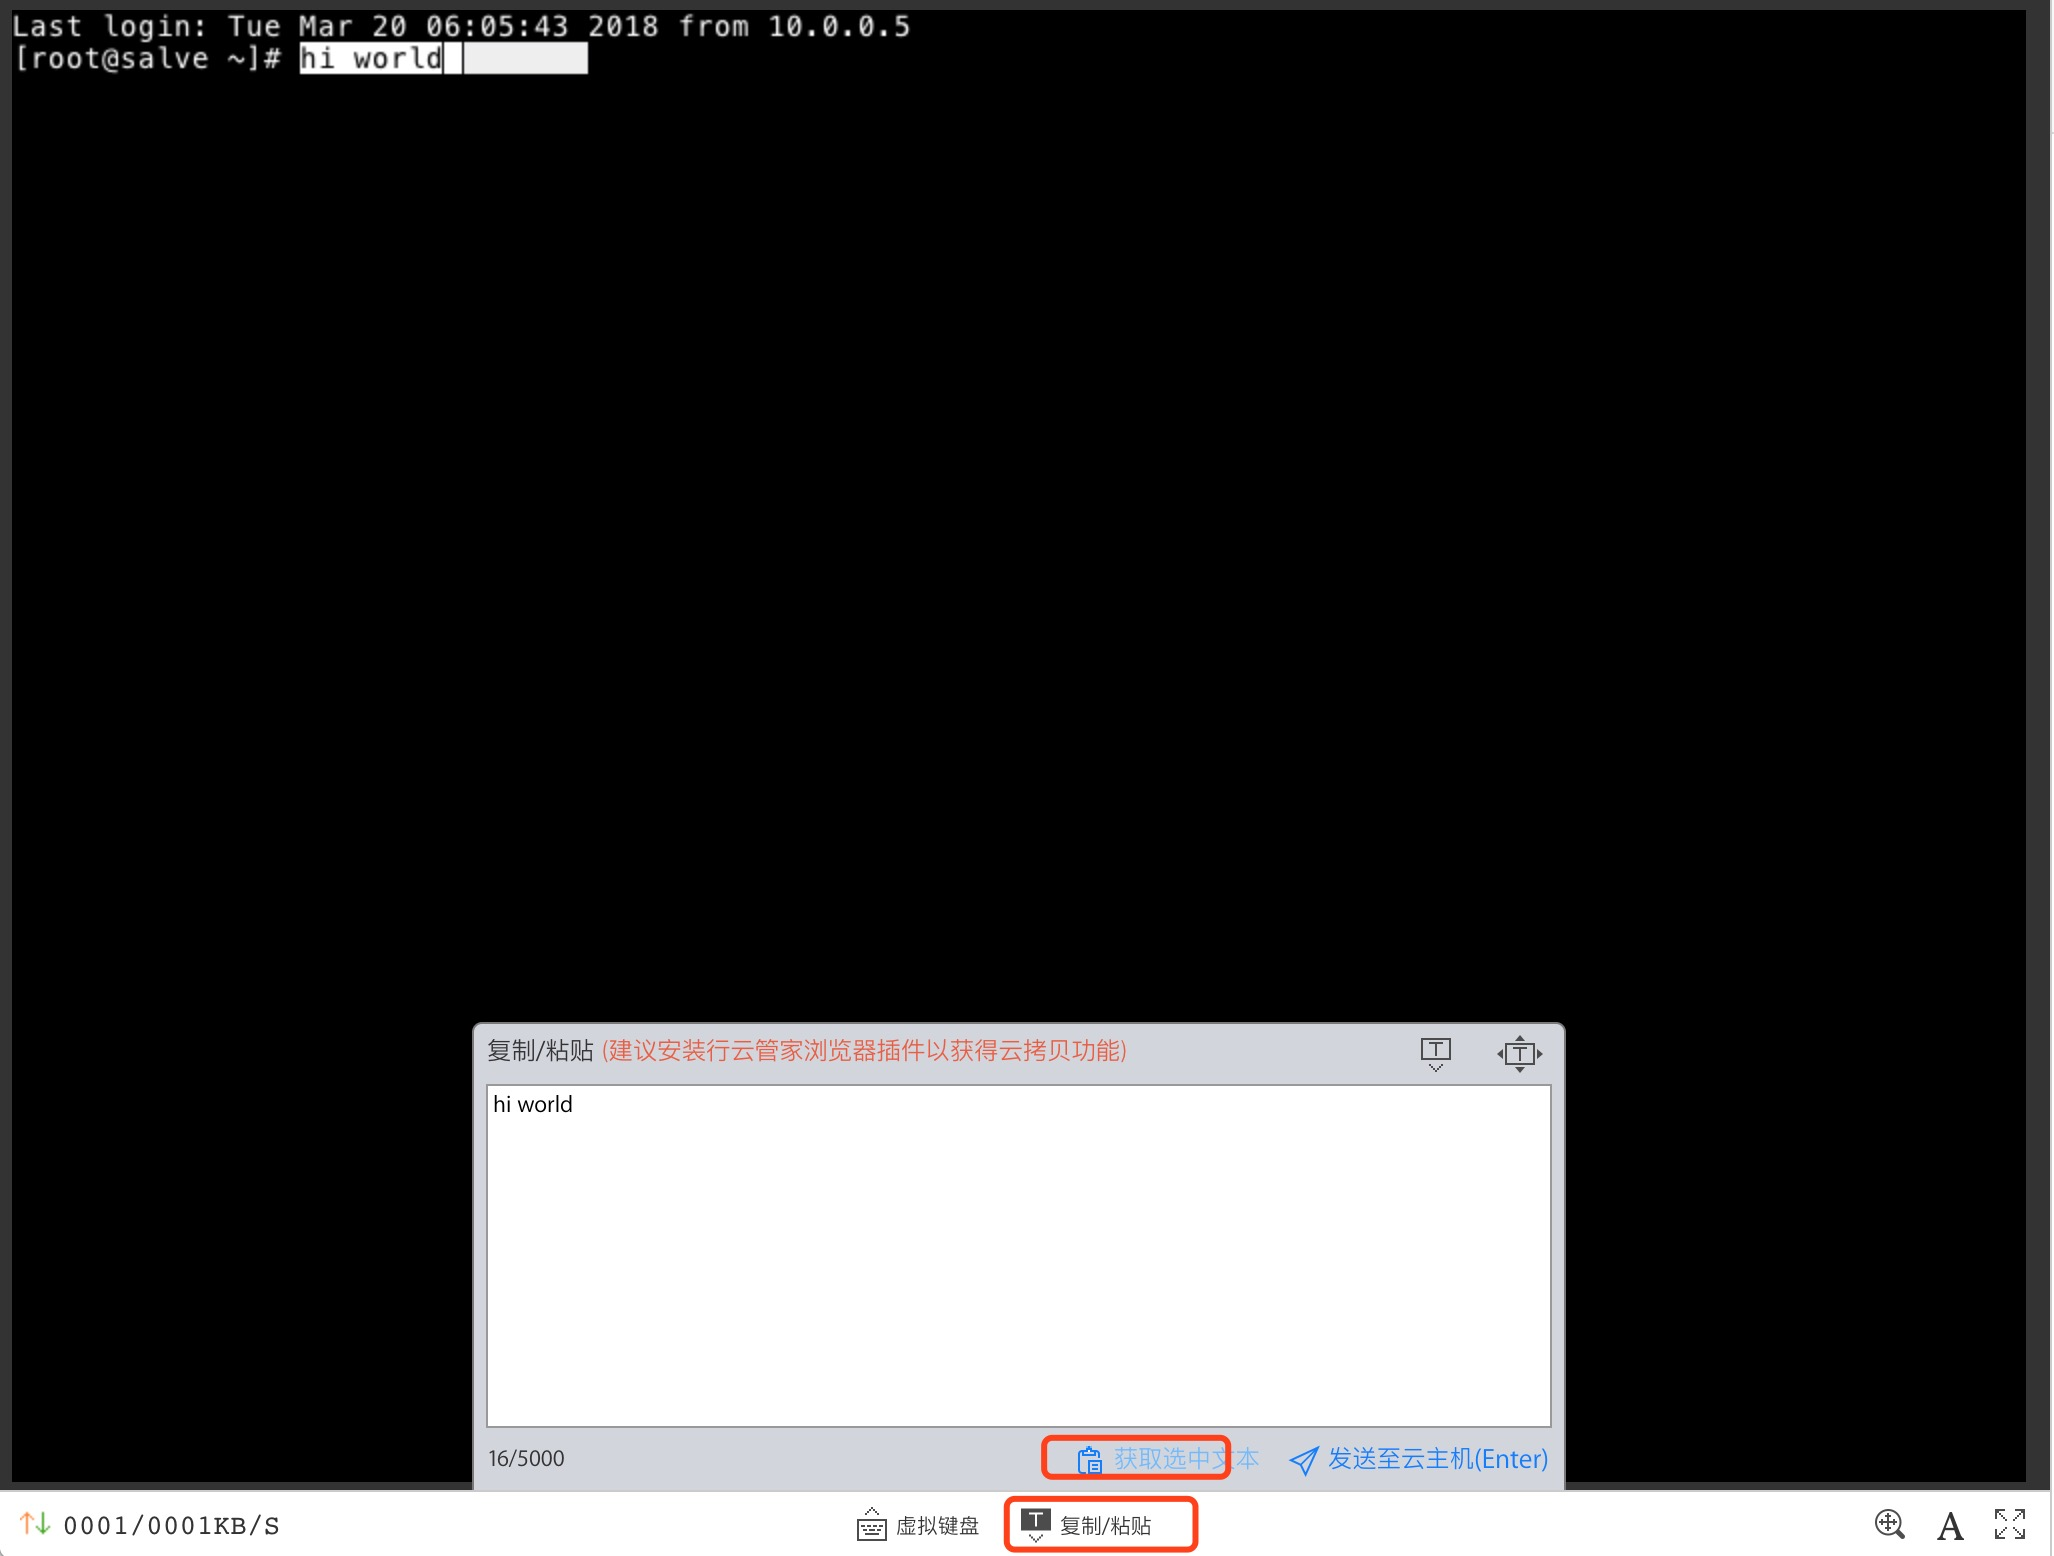 Last login: Tue Mar 20 06:05:43 2018 from 10.0.0.5
[root@salve ~]# hi world
复制/粘贴 (建议安装行云管家浏览器插件以获得云拷贝功能)
hi world
16/5000 获取选中文本 发送至云主机(Enter)
0001/0001KB/S 虚拟键盘 复制/粘贴 A